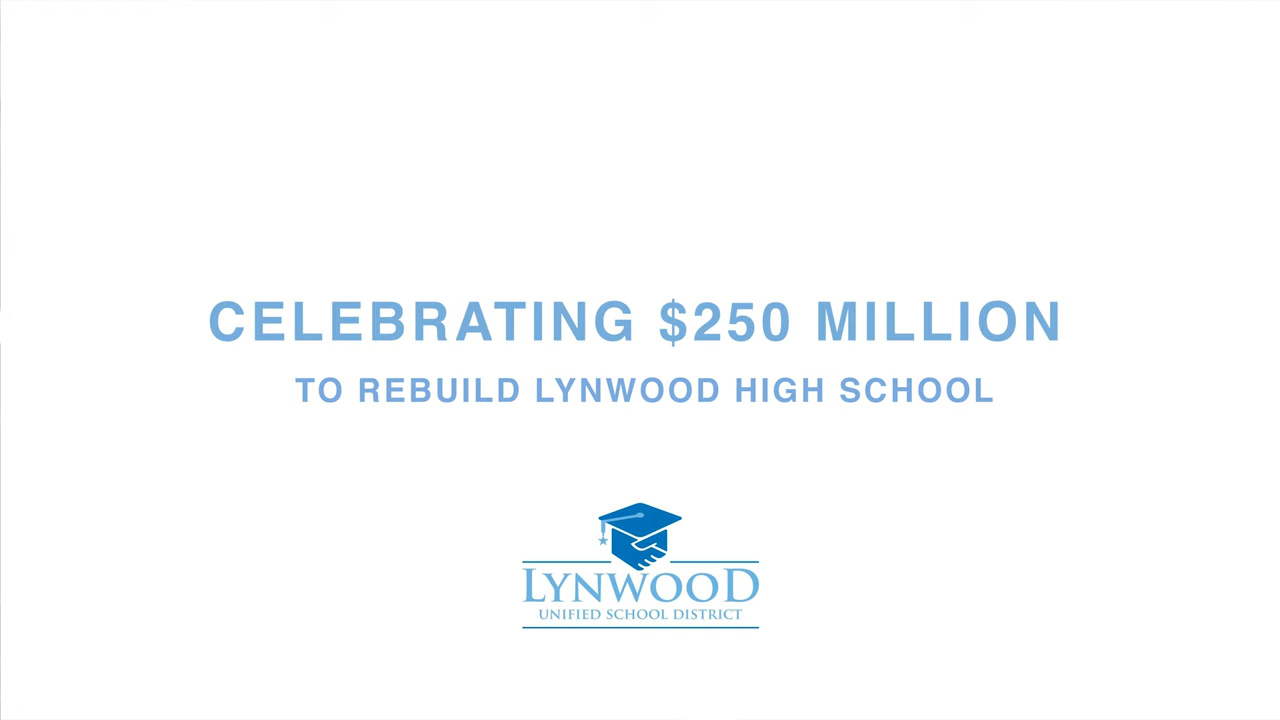 CELEBRATING $250 MILLION
TO REBUILD LYNWOOD HIGH SCHOOL
LYNWOOD
UNIFIED SCHOOL DISTRICT